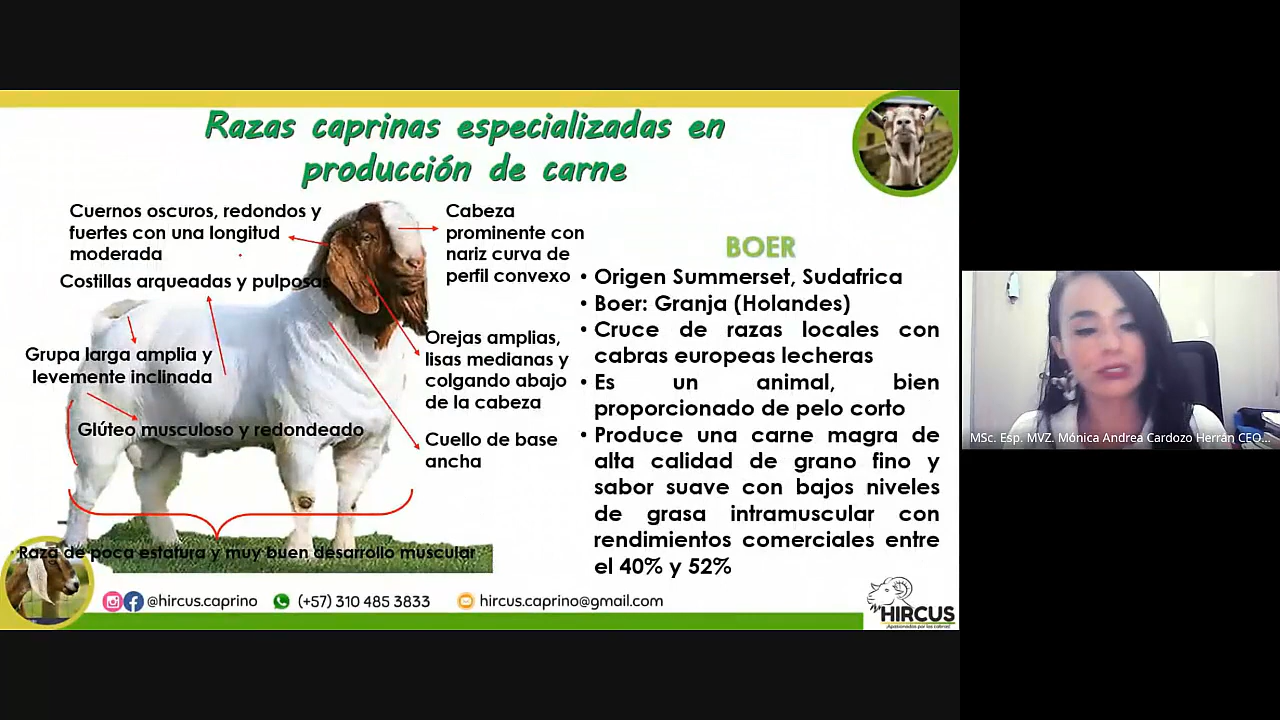 Razas caprinas especializadas en
producción de carne
Cuernos oscuros, redondos y
fuertes con una longitud
moderada
Costillas arqueadas y pulposas
Grupa larga amplia y
levemente inclinada
Glúteo musculoso y redondeado
Raza de poca estatura y muy buen desarrollo muscular
Cabeza
prominente con
nariz curva de
perfil convexo
Orejas amplias,
lisas medianas y
colgando abajo
de la cabeza
Cuello de base
ancha
BOER
• Origen Summerset, Sudafrica
• Boer: Granja (Holandes)
• Cruce de razas locales con
cabras europeas lecheras
• Es un animal, bien
proporcionado de pelo corto
• Produce una carne magra de
alta calidad de grano fino y
sabor suave con bajos niveles
de grasa intramuscular con
rendimientos comerciales entre
el 40% y 52%
@hircus.caprino (+57) 310 485 3833 hircus.caprino@gmail.com
HIRCUS
¡Apasionados por las cabras!
MSc. Esp. MVZ. Mónica Andrea Cardozo Herrán CEO...